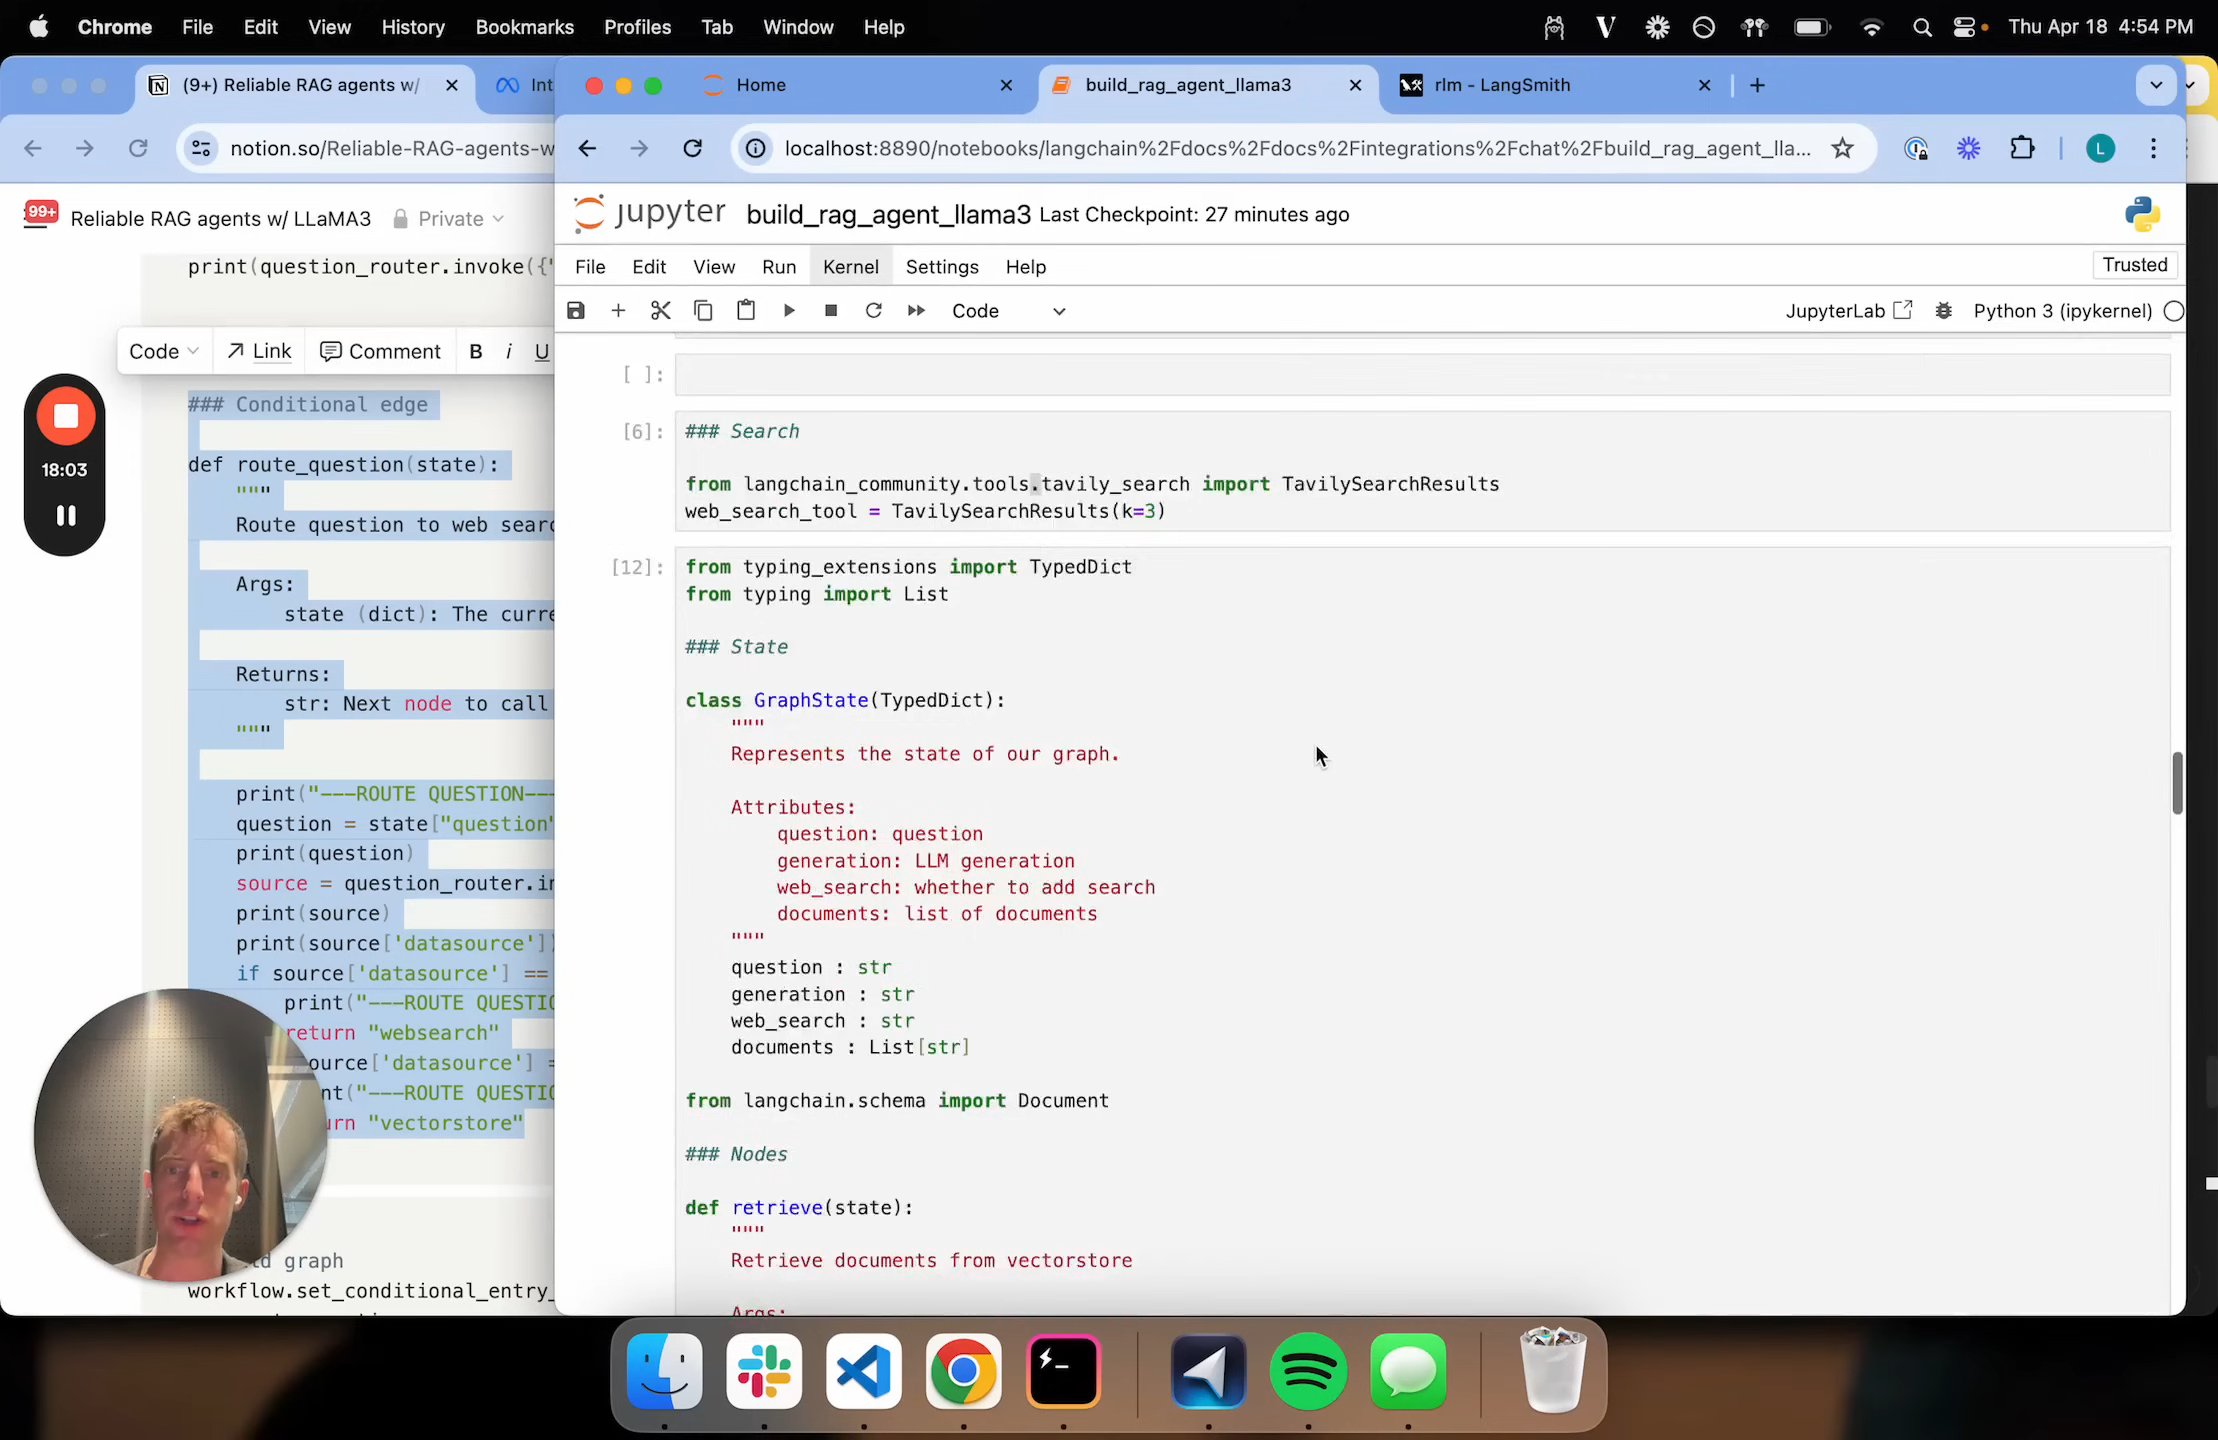 Chrome File Edit View History Bookmarks Profiles Tab Window Help
Thu Apr 18 4:54 PM
(9+) Reliable RAG agents w/
Int
Home
build_rag_agent_llama3
rlm - LangSmith
notion.so/Reliable-RAG-agents-w
localhost:8890/notebooks/langchain%2Fdocs%2Fdocs%2Fintegrations%2Fchat%2Fbuild_rag_agent_lla...
L
99+
Reliable RAG agents w/ LLaMA3 Private
print(question_router.invoke({"
Code Link Comment B i U
### Conditional edge
def route_question(state):
"""
Route question to web sear
Args:
state (dict): The curre
Returns:
str: Next node to call
"""
print("---ROUTE QUESTION---
question = state["question"
print(question)
source = question_router.in
print(source)
print(source['datasource'])
if source['datasource'] ==
print("---ROUTE QUESTIO
return "websearch"
ource['datasource'] =
nt("---ROUTE QUESTIO
urn "vectorstore"
ld graph
workflow.set_conditional_entry_
18:03
jupyter build_rag_agent_llama3 Last Checkpoint: 27 minutes ago
File Edit View Run Kernel Settings Help
Trusted
Code
JupyterLab
Python 3 (ipykernel)
[ ]:
[6]:
### Search
from langchain_community.tools.tavily_search import TavilySearchResults
web_search_tool = TavilySearchResults(k=3)
[12]:
from typing_extensions import TypedDict
from typing import List
### State
class GraphState(TypedDict):
"""
Represents the state of our graph.
Attributes:
question: question
generation: LLM generation
web_search: whether to add search
documents: list of documents
"""
question : str
generation : str
web_search : str
documents : List[str]
from langchain.schema import Document
### Nodes
def retrieve(state):
"""
Retrieve documents from vectorstore
Args: